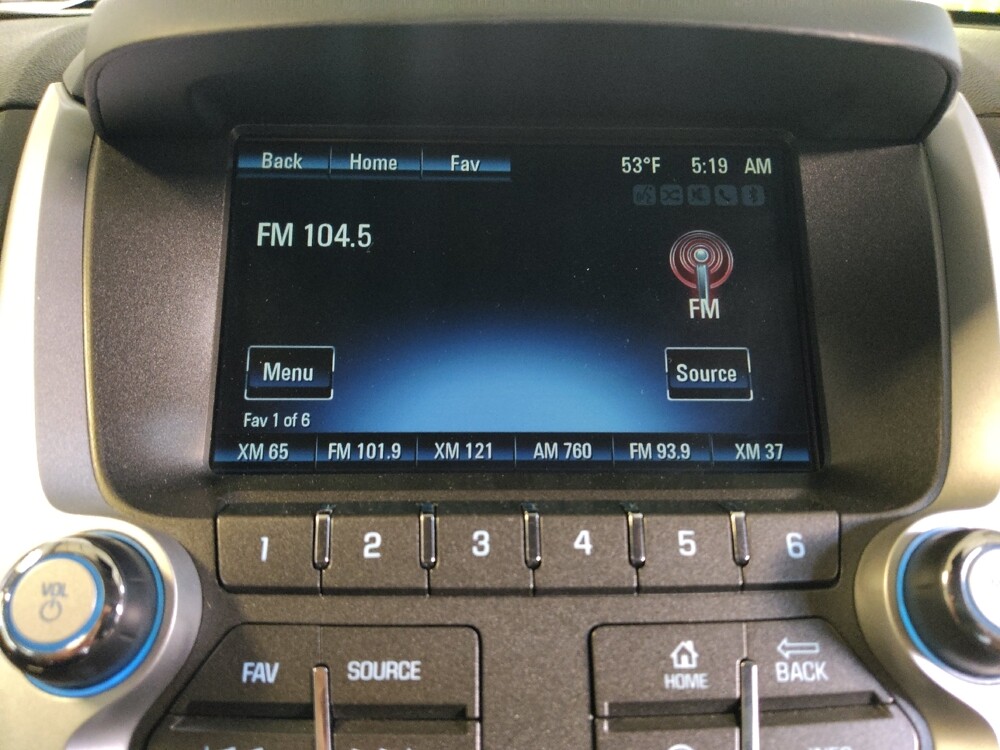 Back Home Fav 53°F 5:19 AM
FM 104.5
FM
Menu Source
Fav 1 of 6
XM 65 FM 101.9 XM 121 AM 760 FM 93.9 XM 37
1 2 3 4 5 6
VOL
FAV SOURCE HOME BACK